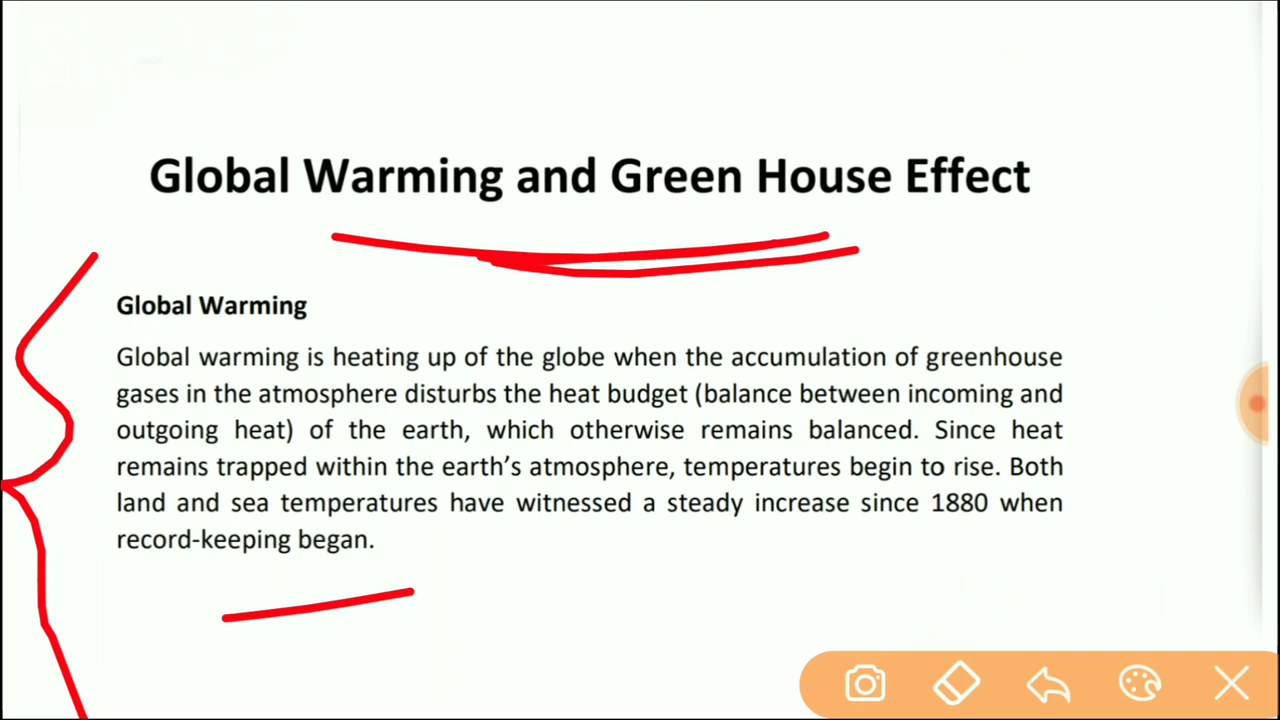 Global Warming and Green House Effect
Global Warming
Global warming is heating up of the globe when the accumulation of greenhouse
gases in the atmosphere disturbs the heat budget (balance between incoming and
outgoing heat) of the earth, which otherwise remains balanced. Since heat
remains trapped within the earth’s atmosphere, temperatures begin to rise. Both
land and sea temperatures have witnessed a steady increase since 1880 when
record-keeping began.